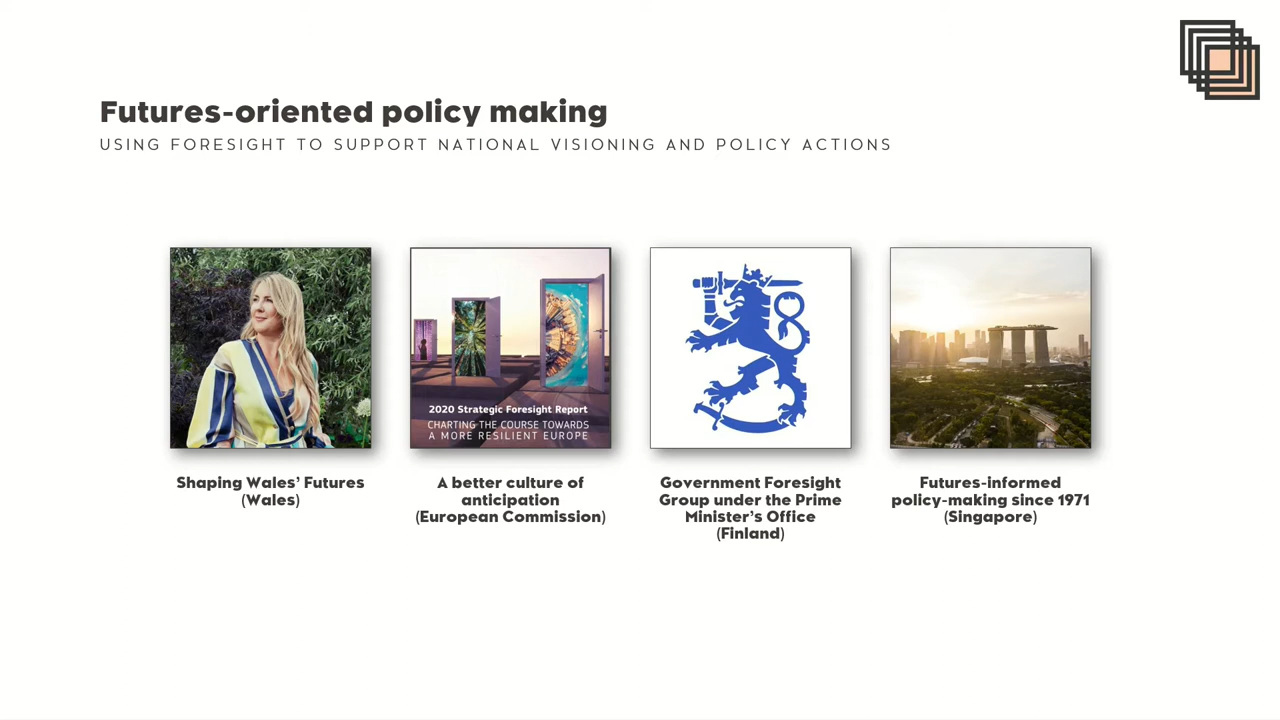 Futures-oriented policy making
USING FORESIGHT TO SUPPORT NATIONAL VISIONING AND POLICY ACTIONS
2020 Strategic Foresight Report
CHARTING THE COURSE TOWARDS
A MORE RESILIENT EUROPE
Shaping Wales’ Futures
(Wales)
A better culture of
anticipation
(European Commission)
Government Foresight
Group under the Prime
Minister’s Office
(Finland)
Futures-informed
policy-making since 1971
(Singapore)